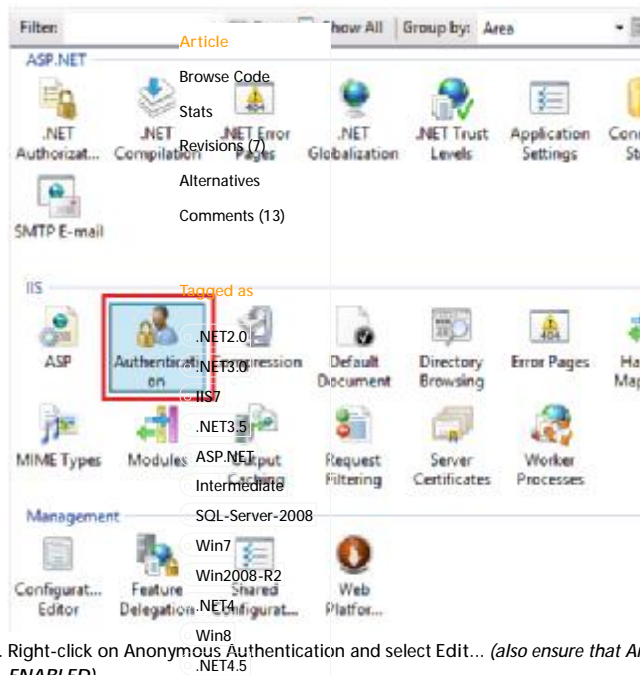 Filter:
Show All
Group by: Area
Article
ASP.NET
Browse Code
Stats
.NET Authorizat...
.NET Compilation
.NET Error Pages
.NET Globalization
.NET Trust Levels
Application Settings
Revisions (7)
Alternatives
SMTP E-mail
Comments (13)
IIS
Tagged as
.NET2.0
ASP
Authenticati on
Default Document
Directory Browsing
Error Pages
.NET3.0
IIS7
.NET3.5
MIME Types
Modules
Output Caching
Request Filtering
Server Certificates
Worker Processes
ASP.NET
Intermediate
Management
SQL-Server-2008
Win7
Win2008-R2
Configurat... Editor
Feature Delegation
Shared Configurat...
Web Platfor...
.NET4
Win8
. Right-click on Anonymous Authentication and select Edit... (also ensure that
.NET4.5
ENABLED)